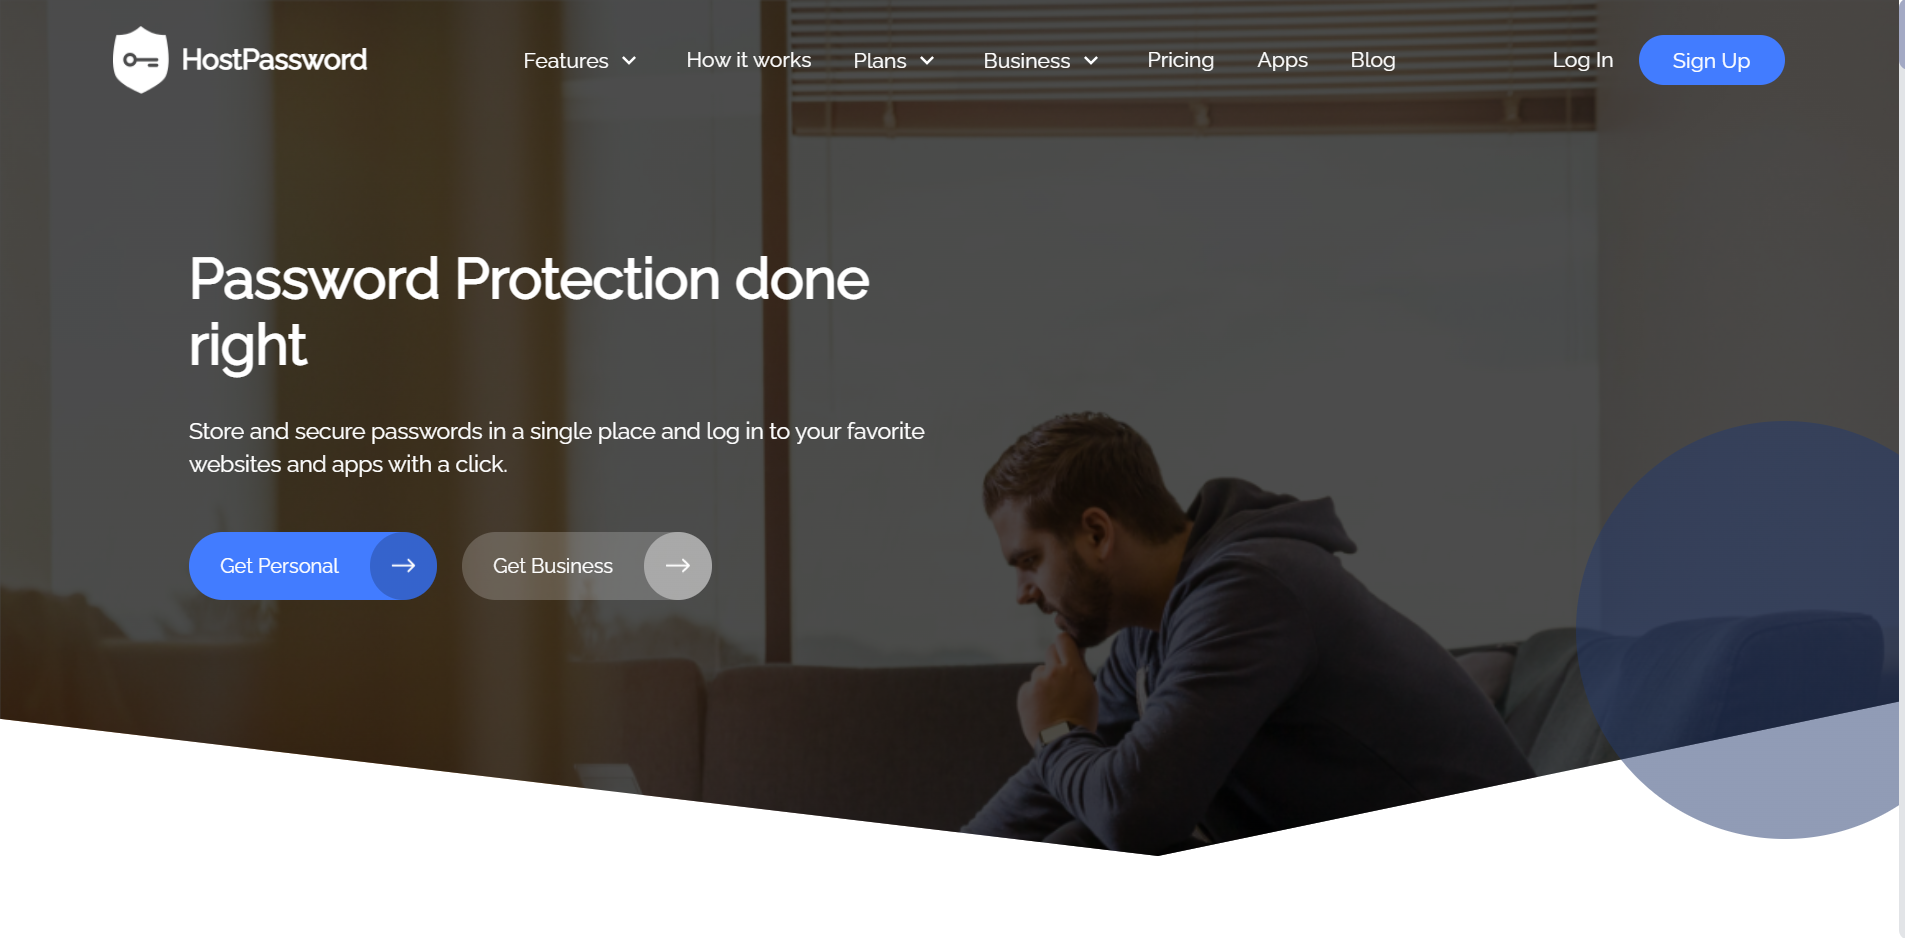 HostPassword
Features
How it works
Plans
Business
Pricing
Apps
Blog
Log In
Sign Up
Password Protection done
right
Store and secure passwords in a single place and log in to your favorite
websites and apps with a click.
Get Personal
Get Business